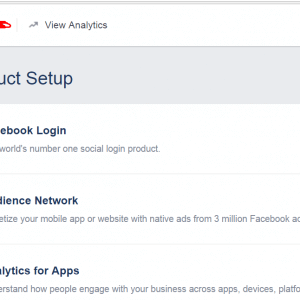 View Analytics
uct Setup
ebook Login
world's number one social login product.
dience Network
etize your mobile app or website with native ads from 3 million Facebook ac
lytics for Apps
erstand how people engage with your business across apps, devices, platfo